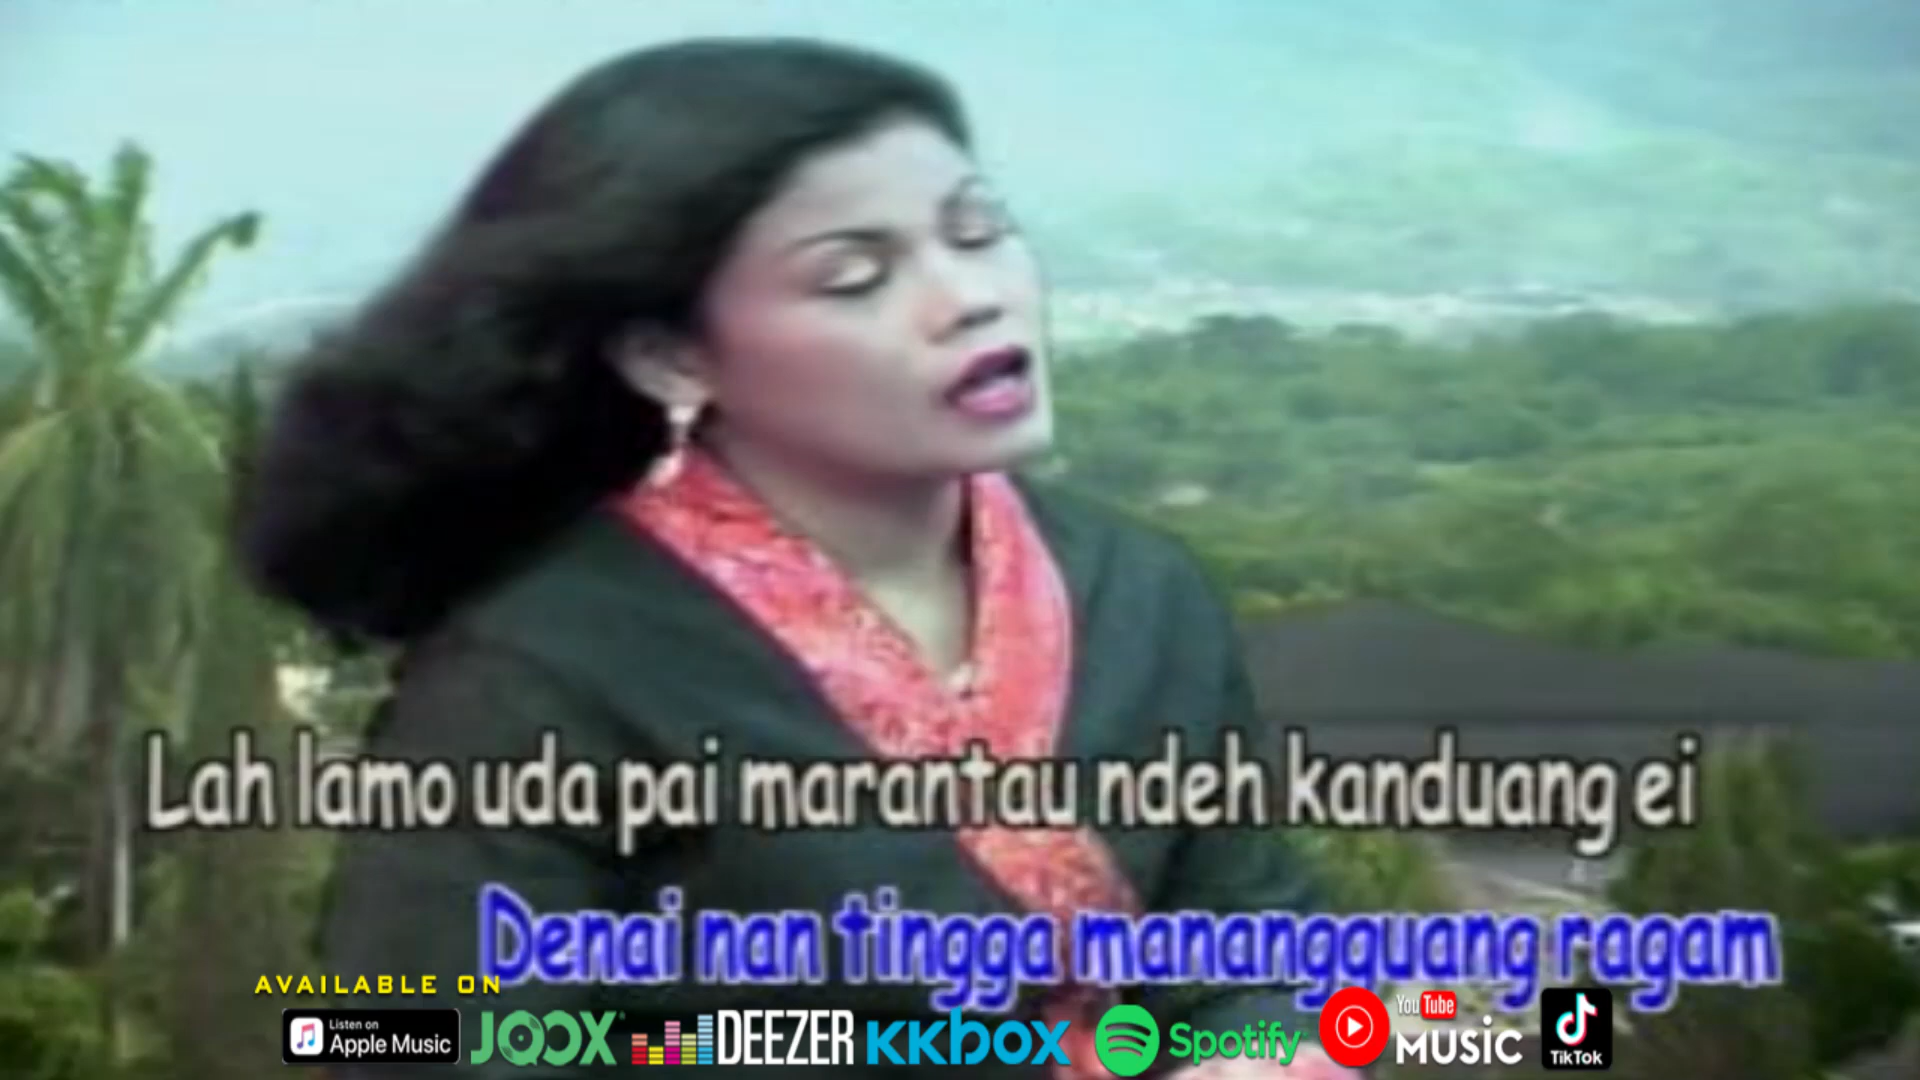 Lah lamo uda pai marantau ndeh kanduang ei
Denai nan tingga manangguang ragam
AVAILABLE ON
Listen on
Apple Music
JOOX
DEEZER
KKBOX
Spotify
YouTube
MUSIC
TikTok